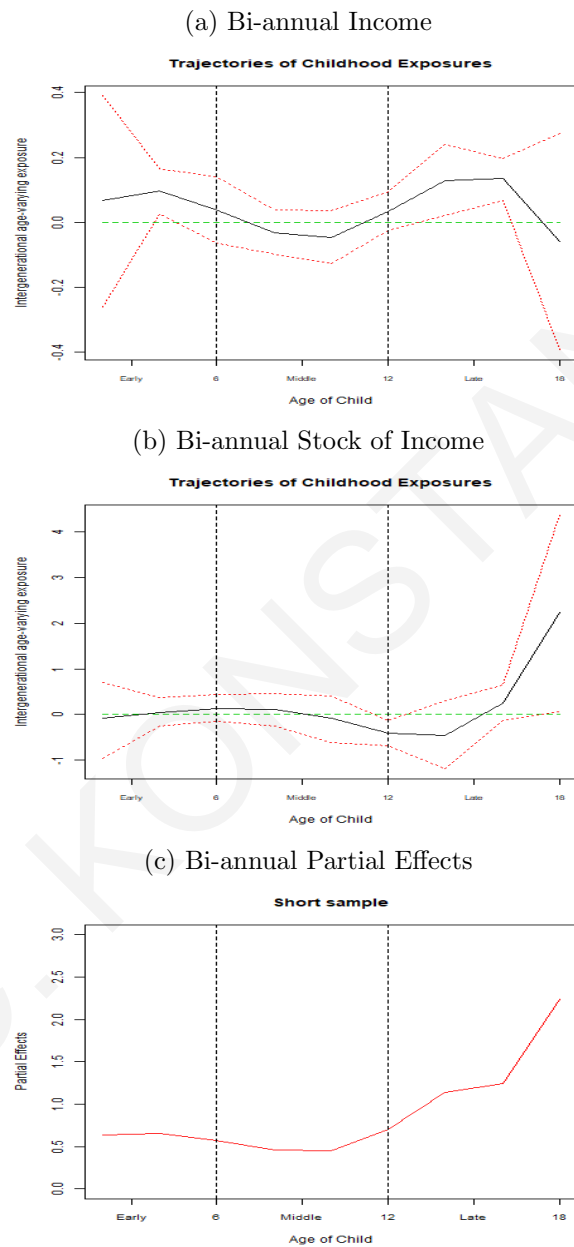 (a) Bi-annual Income
Trajectories of Childhood Exposures
Intergenerational age-varying exposure
0.4
0.2
0.0
-0.2
-0.4
Early 6 Middle 12 Late 18
Age of Child
(b) Bi-annual Stock of Income
Trajectories of Childhood Exposures
Intergenerational age-varying exposure
4
3
2
1
0
-1
Early 6 Middle 12 Late 18
Age of Child
(c) Bi-annual Partial Effects
Short sample
Partial Effects
3.0
2.5
2.0
1.5
1.0
0.5
0.0
Early 6 Middle 12 Late 18
Age of Child